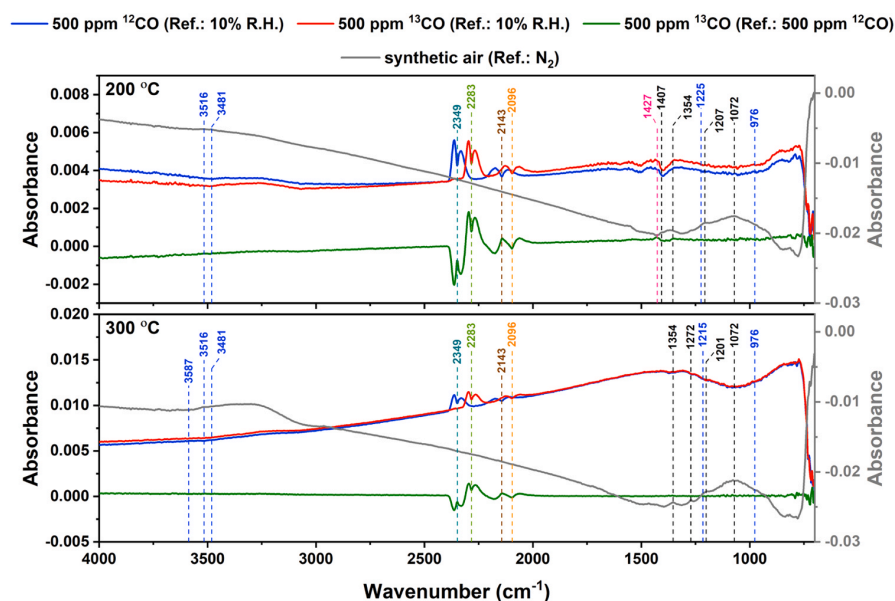 500 ppm ¹²CO (Ref.: 10% R.H.) 500 ppm ¹³CO (Ref.: 10% R.H.) 500 ppm ¹³CO (Ref.: 500 ppm ¹²CO)
synthetic air (Ref.: N₂)
200 °C
3516 3481 2349 2283 2143 2096 1427 1407 1354 1225 1207 1072 976
0.008 0.006 0.004 0.002 0.000 -0.002
Absorbance
0.00 -0.01 -0.02 -0.03
Absorbance
300 °C
3587 3516 3481 2349 2283 2143 2096 1354 1272 1215 1201 1072 976
0.020 0.015 0.010 0.005 0.000 -0.005
Absorbance
0.00 -0.01 -0.02 -0.03
Absorbance
4000 3500 3000 2500 2000 1500 1000
Wavenumber (cm⁻¹)